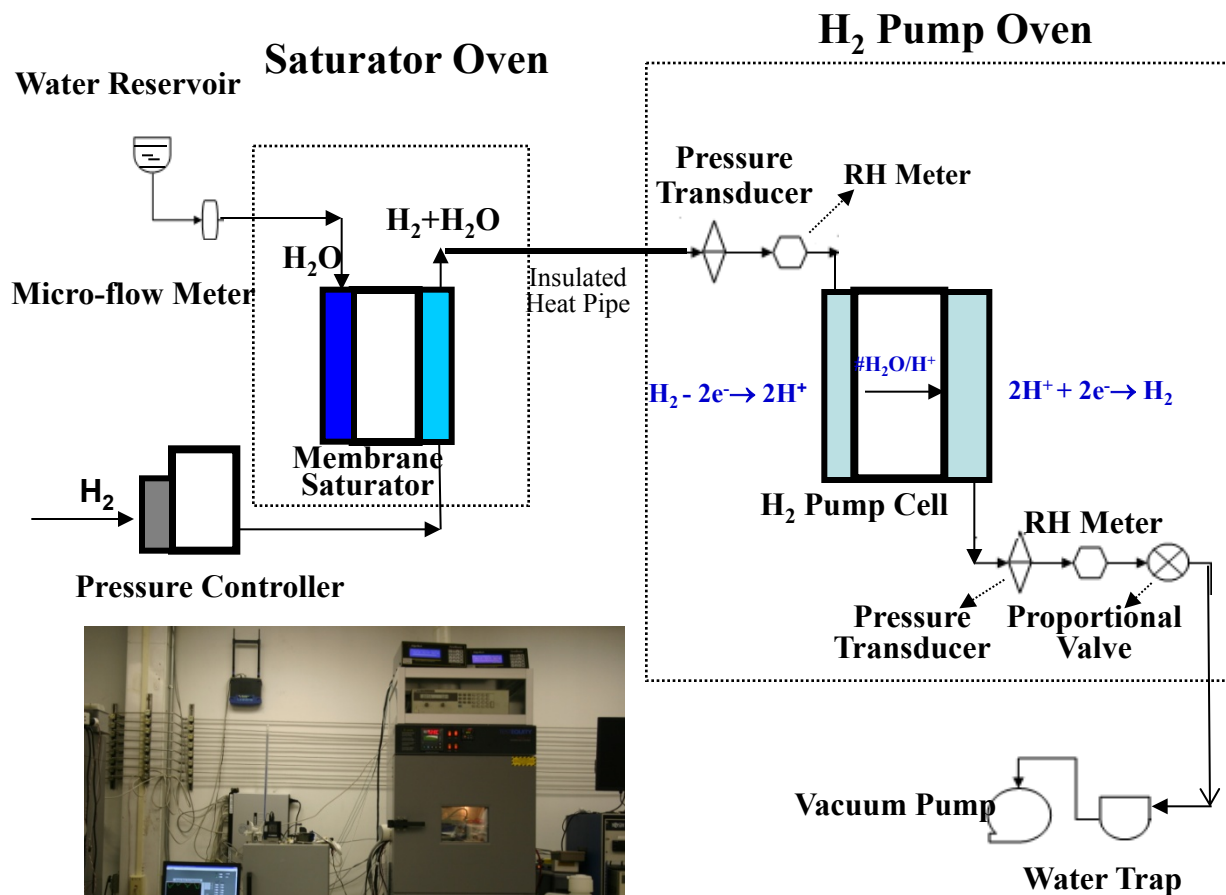 H₂ Pump Oven
Saturator Oven
Water Reservoir
Pressure
Transducer
RH Meter
H₂+H₂O
H₂O
Insulated
Heat Pipe
Micro-flow Meter
#H₂O/H⁺
H₂ - 2e⁻→ 2H⁺
2H⁺ + 2e⁻→ H₂
Membrane
Saturator
H₂
H₂ Pump Cell
RH Meter
Pressure Controller
Pressure
Transducer
Proportional
Valve
Vacuum Pump
Water Trap